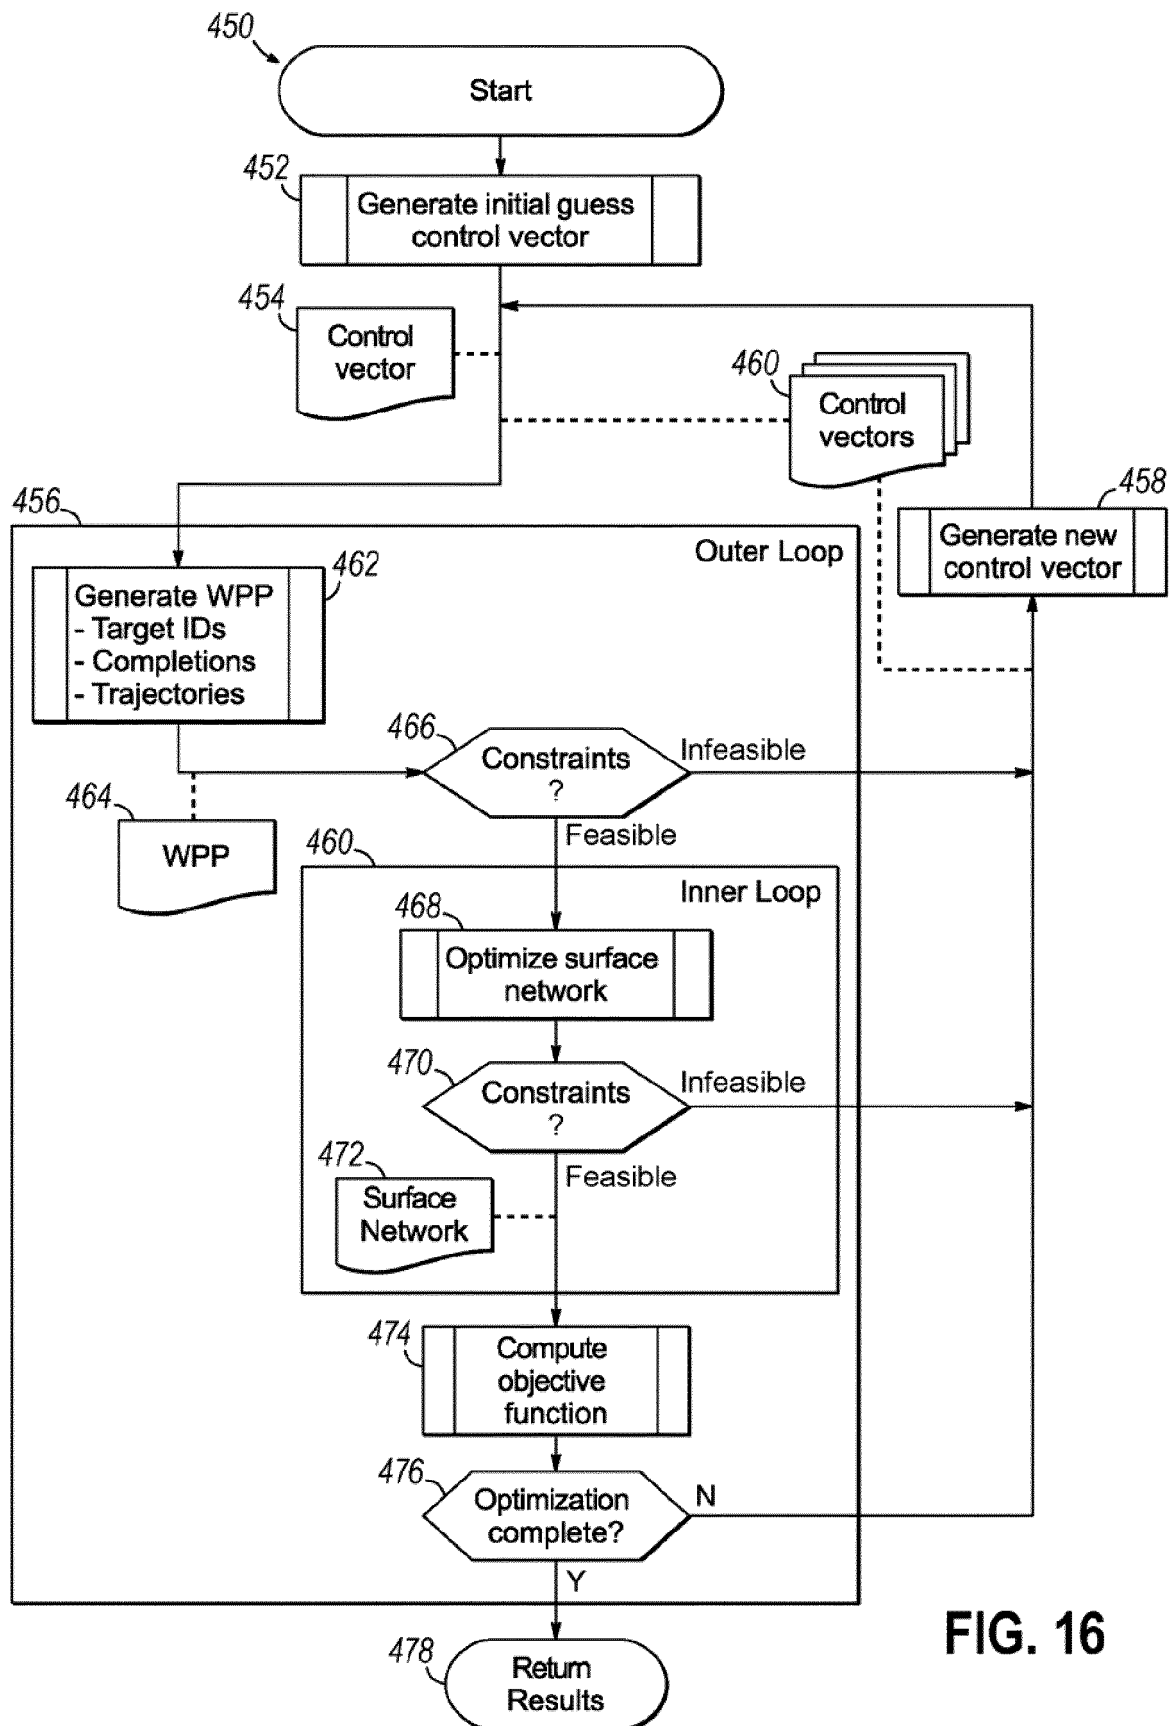 450
Start
452
Generate initial guess
control vector
454
Control
vector
460
Control
vectors
458
Generate new
control vector
456
Outer Loop
462
Generate WPP
- Target IDs
- Completions
- Trajectories
464
WPP
466
Constraints
?
Infeasible
Feasible
460
Inner Loop
468
Optimize surface
network
470
Constraints
?
Infeasible
Feasible
472
Surface
Network
474
Compute
objective
function
476
Optimization
complete?
N
Y
478
Return
Results
FIG. 16